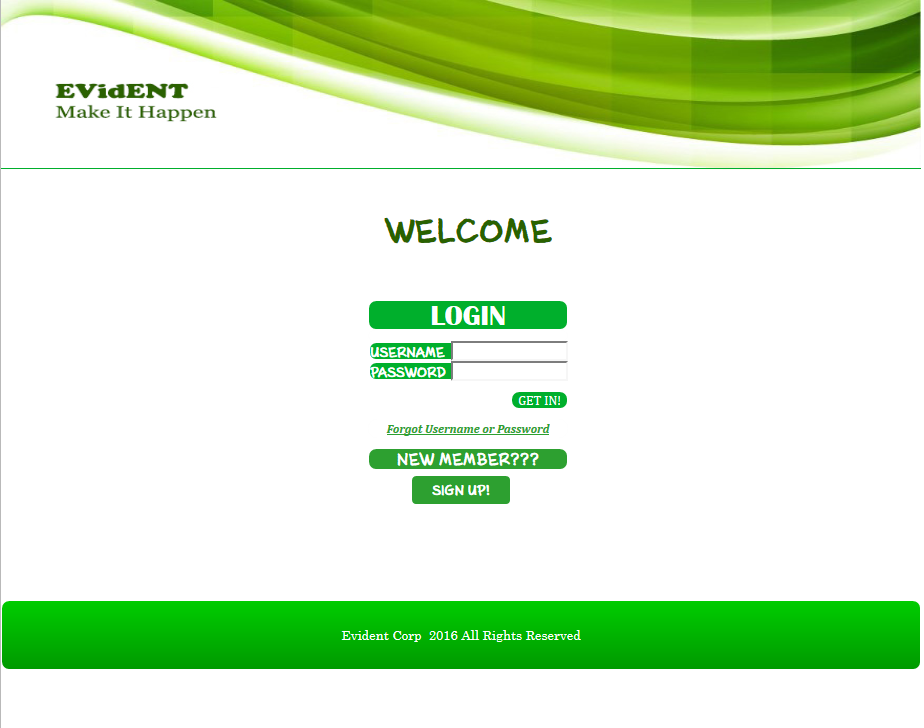 EVidENT
Make It Happen
WELCOME
LOGIN
USERNAME
PASSWORD
GET IN!
Forgot Username or Password
NEW MEMBER???
SIGN UP!
Evident Corp  2016 All Rights Reserved